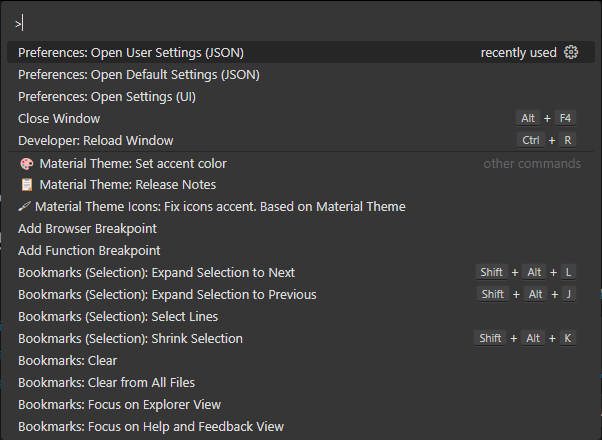 >
Preferences: Open User Settings (JSON) recently used
Preferences: Open Default Settings (JSON)
Preferences: Open Settings (UI)
Close Window Alt + F4
Developer: Reload Window Ctrl + R
Material Theme: Set accent color other commands
Material Theme: Release Notes
Material Theme Icons: Fix icons accent. Based on Material Theme
Add Browser Breakpoint
Add Function Breakpoint
Bookmarks (Selection): Expand Selection to Next Shift + Alt + L
Bookmarks (Selection): Expand Selection to Previous Shift + Alt + J
Bookmarks (Selection): Select Lines
Bookmarks (Selection): Shrink Selection Shift + Alt + K
Bookmarks: Clear
Bookmarks: Clear from All Files
Bookmarks: Focus on Explorer View
Bookmarks: Focus on Help and Feedback View